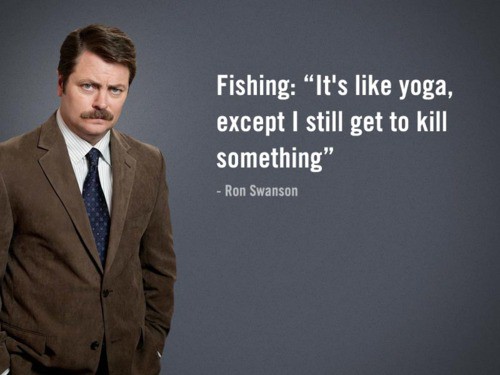 Fishing: “It's like yoga,
except I still get to kill
something”
- Ron Swanson